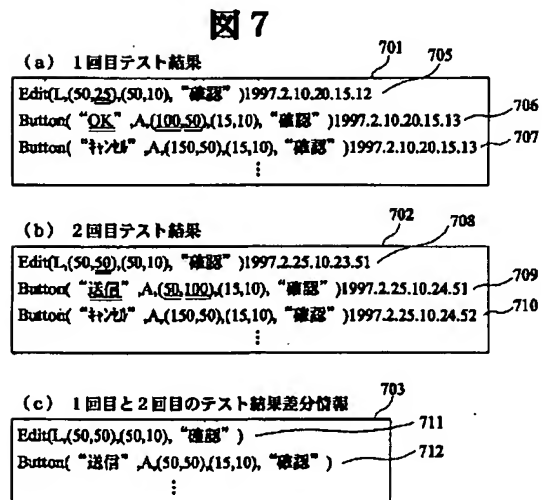 図7
(a) 1回目テスト結果
701
705
Edit(L,(50,25),(50,10), “確認” )1997.2.10.20.15.12
706
Button( “OK” ,A,(100,50),(15,10), “確認” )1997.2.10.20.15.13
707
Button( “ｷｬﾝｾﾙ” ,A,(150,50),(15,10), “確認” )1997.2.10.20.15.13
⋮
(b) 2回目テスト結果
702
708
Edit(L,(50,50),(50,10), “確認” )1997.2.25.10.23.51
709
Button( “送信” ,A,(50,100),(15,10), “確認” )1997.2.25.10.24.51
710
Button( “ｷｬﾝｾﾙ” ,A,(150,50),(15,10), “確認” )1997.2.25.10.24.52
⋮
(c) 1回目と2回目のテスト結果差分情報
703
Edit(L,(50,50),(50,10), “確認” )
711
Button( “送信” ,A,(50,50),(15,10), “確認” )
712
⋮